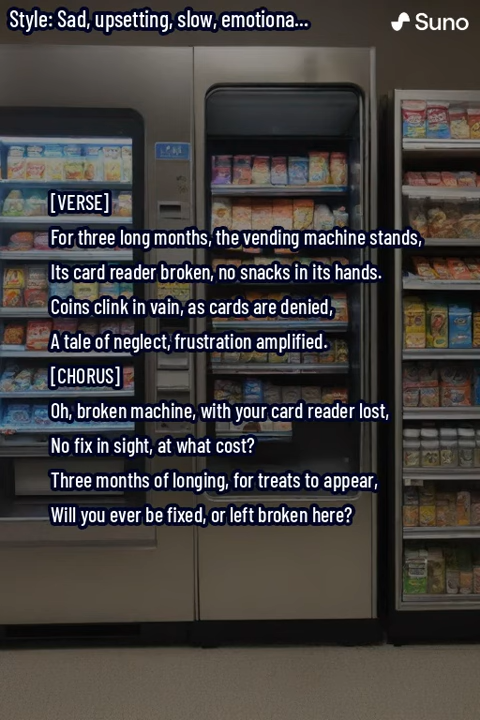 Style: Sad, upsetting, slow, emotiona...
Suno
[VERSE]
For three long months, the vending machine stands,
Its card reader broken, no snacks in its hands.
Coins clink in vain, as cards are denied,
A tale of neglect, frustration amplified.
[CHORUS]
Oh, broken machine, with your card reader lost,
No fix in sight, at what cost?
Three months of longing, for treats to appear,
Will you ever be fixed, or left broken here?